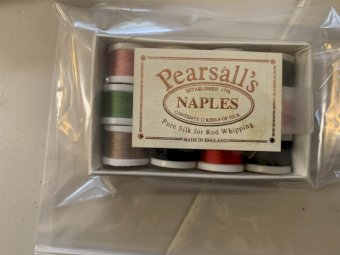 Pearsall's
ESTABLISHED 1795
NAPLES
CONTENTS 12 REELS OF SILK
Pure Silk for Rod Whipping
MADE IN ENGLAND